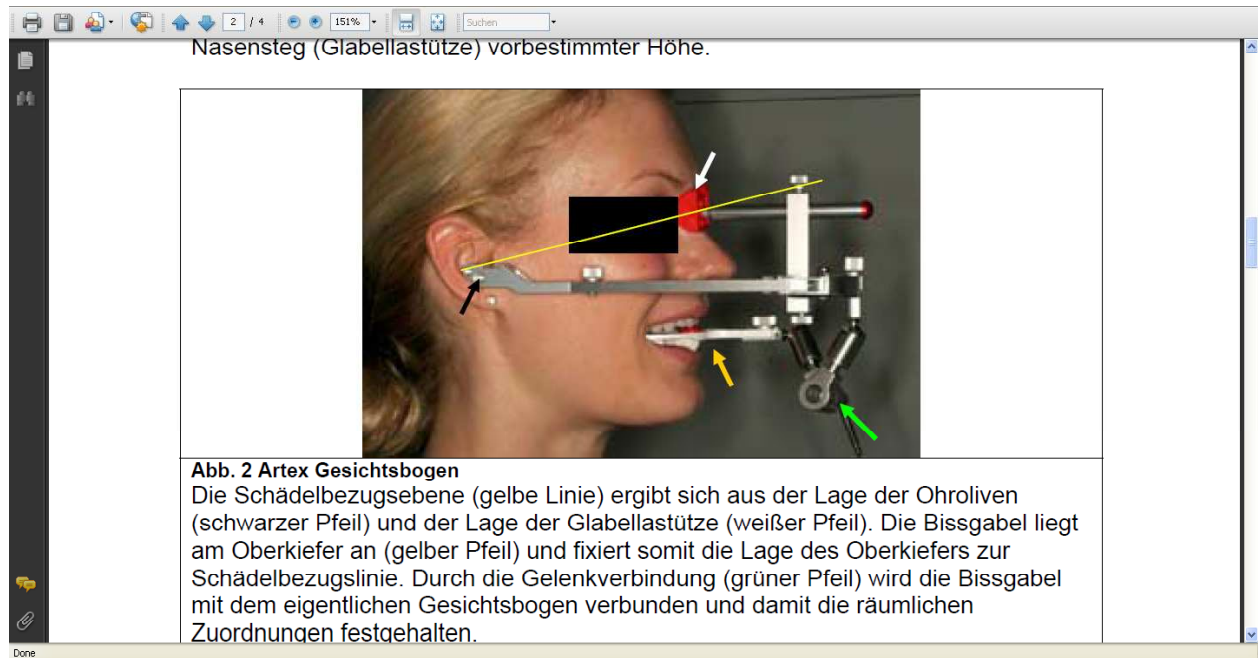 2 / 4
151%
Suchen
Nasensteg (Glabellastütze) vorbestimmter Höhe.
Abb. 2 Artex Gesichtsbogen
Die Schädelbezugsebene (gelbe Linie) ergibt sich aus der Lage der Ohroliven
(schwarzer Pfeil) und der Lage der Glabellastütze (weißer Pfeil). Die Bissgabel liegt
am Oberkiefer an (gelber Pfeil) und fixiert somit die Lage des Oberkiefers zur
Schädelbezugslinie. Durch die Gelenkverbindung (grüner Pfeil) wird die Bissgabel
mit dem eigentlichen Gesichtsbogen verbunden und damit die räumlichen
Zuordnungen festgehalten.
Done